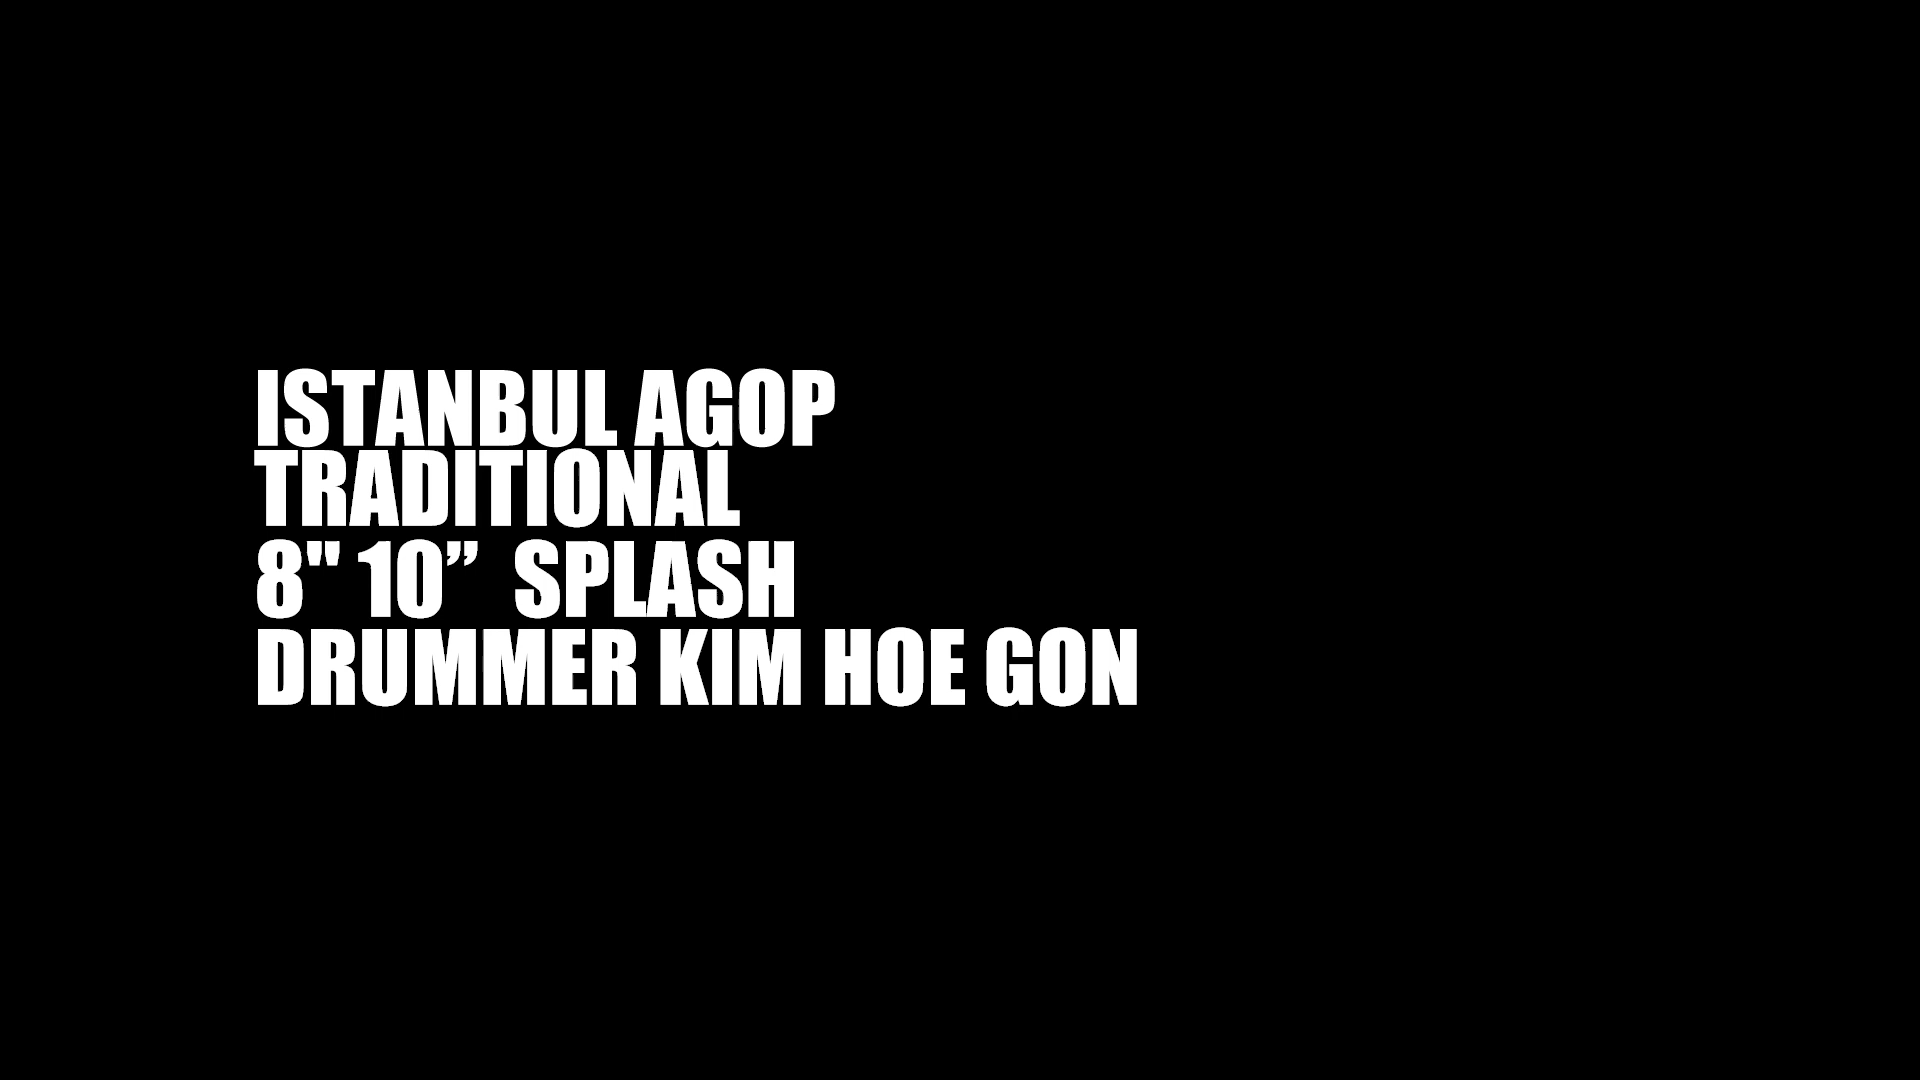 ISTANBUL AGOP
TRADITIONAL
8" 10”  SPLASH
DRUMMER KIM HOE GON